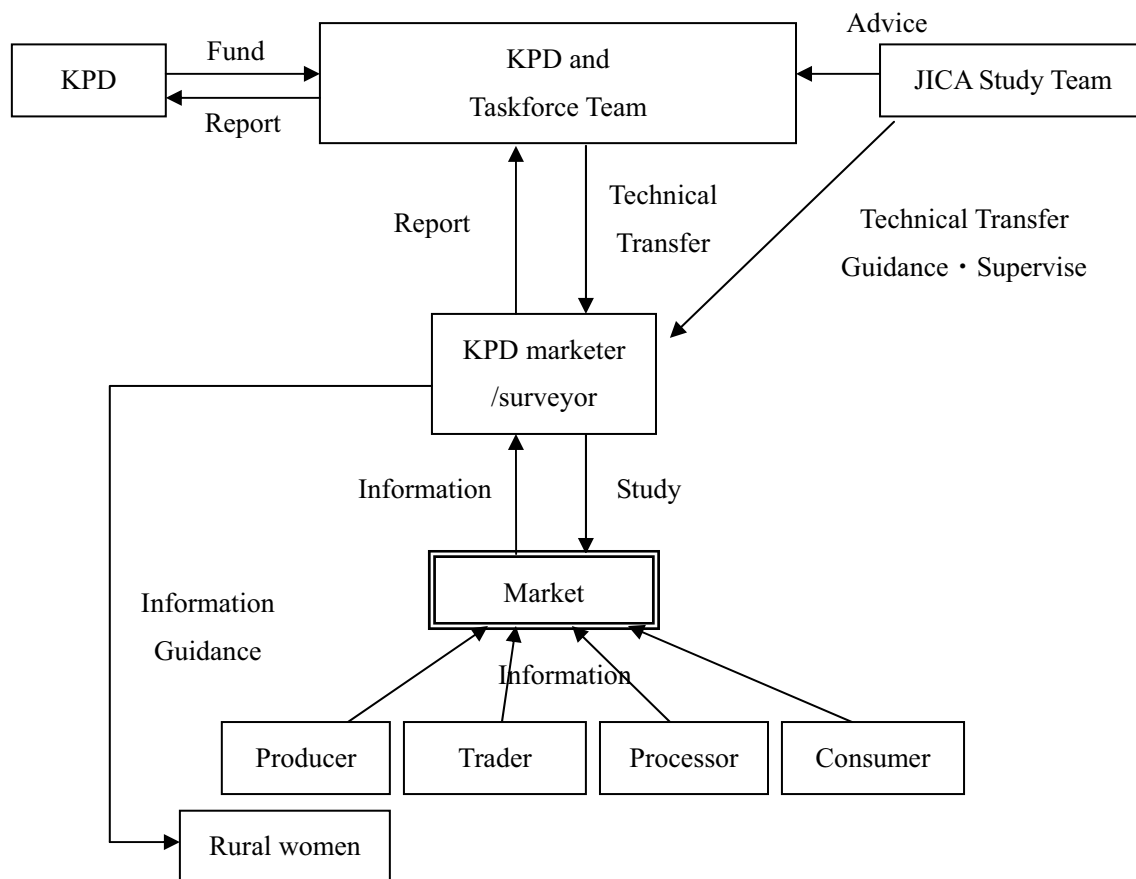 Advice
Fund
KPD
KPD and
Taskforce Team
JICA Study Team
Report
Report
Technical
Transfer
Technical Transfer
Guidance・Supervise
KPD marketer
/surveyor
Information
Study
Market
Information
Guidance
Information
Producer
Trader
Processor
Consumer
Rural women